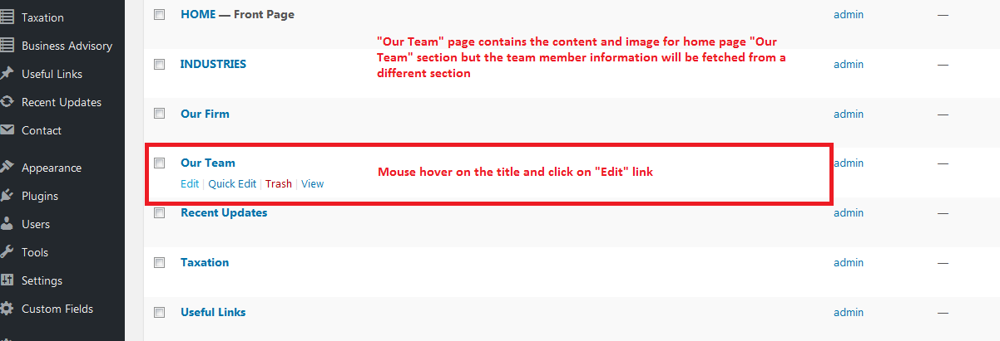 Taxation
Business Advisory
Useful Links
Recent Updates
Contact
Appearance
Plugins
Users
Tools
Settings
Custom Fields
HOME — Front Page admin —
"Our Team" page contains the content and image for home page "Our
Team" section but the team member information will be fetched from a
different section
INDUSTRIES admin —
Our Firm admin —
Our Team admin —
Edit | Quick Edit | Trash | View
Mouse hover on the title and click on "Edit" link
Recent Updates admin —
Taxation admin —
Useful Links admin —